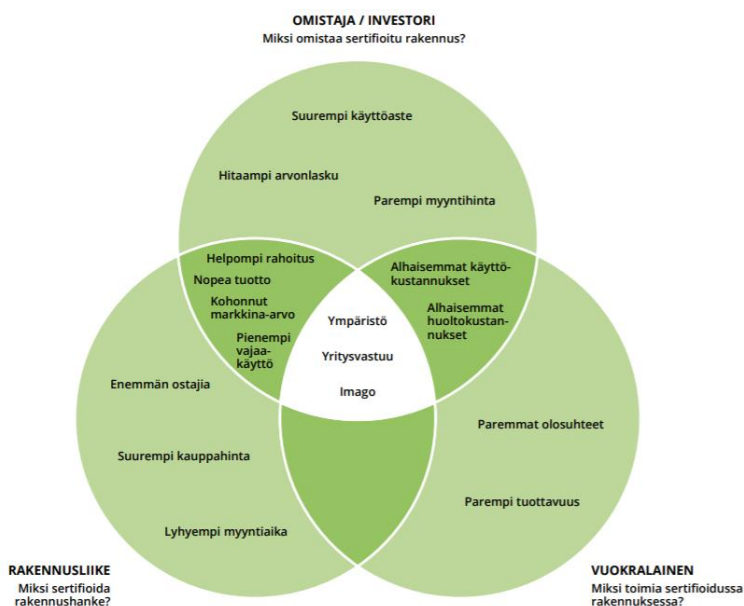 OMISTAJA / INVESTORI
Miksi omistaa sertifioitu rakennus?
Suurempi käyttöaste
Hitaampi arvonlasku
Parempi myyntihinta
Helpompi rahoitus
Nopea tuotto
Kohonnut
markkina-arvo
Pienempi
vajaa-
käyttö
Alhaisemmat käyttö-
kustannukset
Alhaisemmat
huoltokustan-
nukset
Ympäristö
Yritysvastuu
Imago
Enemmän ostajia
Suurempi kauppahinta
Lyhyempi myyntiaika
Paremmat olosuhteet
Parempi tuottavuus
RAKENNUSLIIKE
Miksi sertifioida
rakennushanke?
VUOKRALAINEN
Miksi toimia sertifioidussa
rakennuksessa?